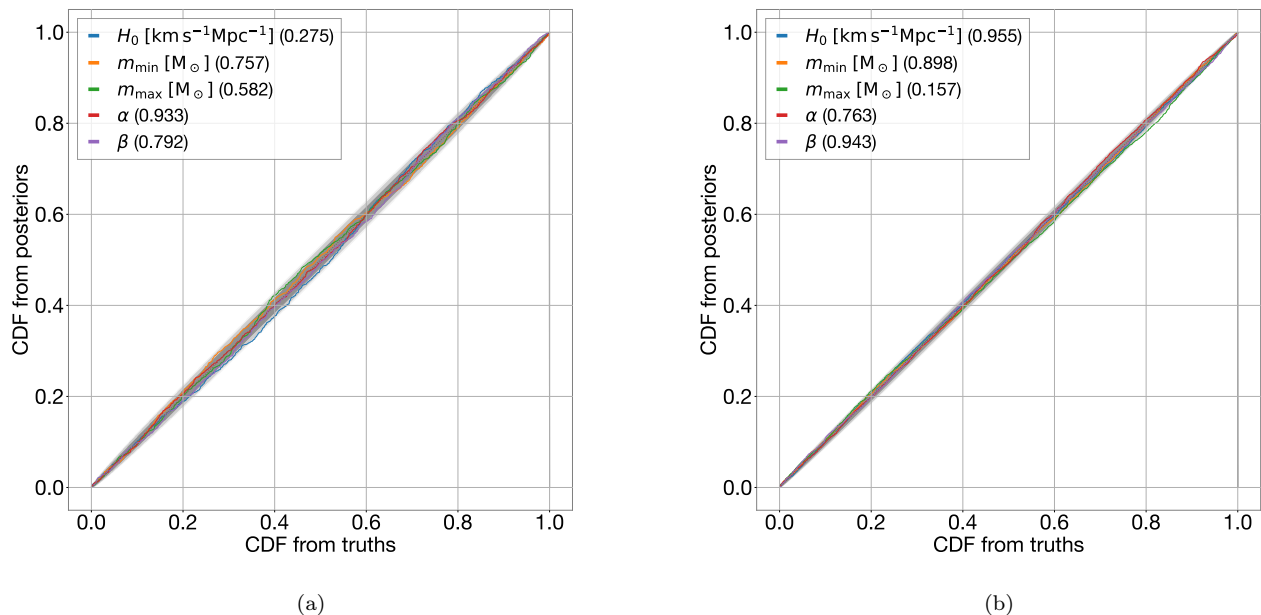 1.0
0.8
0.6
0.4
0.2
0.0
CDF from posteriors
H₀ [km s⁻¹Mpc⁻¹] (0.275)
m_min [M_⊙] (0.757)
m_max [M_⊙] (0.582)
α (0.933)
β (0.792)
0.0 0.2 0.4 0.6 0.8 1.0
CDF from truths
(a)
1.0
0.8
0.6
0.4
0.2
0.0
CDF from posteriors
H₀ [km s⁻¹Mpc⁻¹] (0.955)
m_min [M_⊙] (0.898)
m_max [M_⊙] (0.157)
α (0.763)
β (0.943)
0.0 0.2 0.4 0.6 0.8 1.0
CDF from truths
(b)